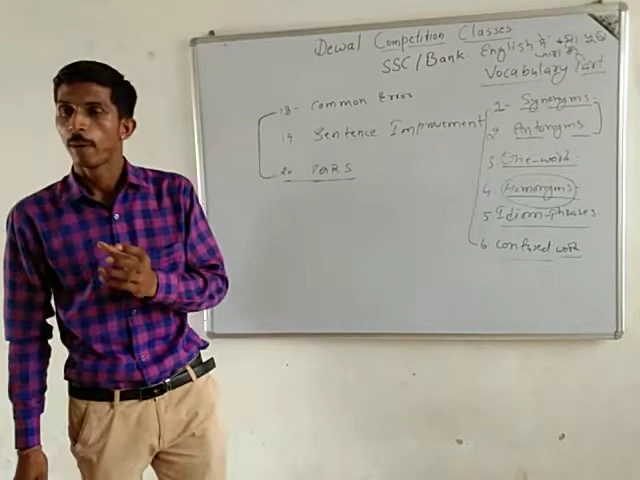 Dewal Competition Classes
SSC/Bank. English में क्या
Vocabulary Part
18- Common Error
19 Sentence Improvement
20 PQRS
1- Synonyms
2 Antonyms
3 One-word
4 Homonyms
5 Idiom-Phrases.
6 Confused word